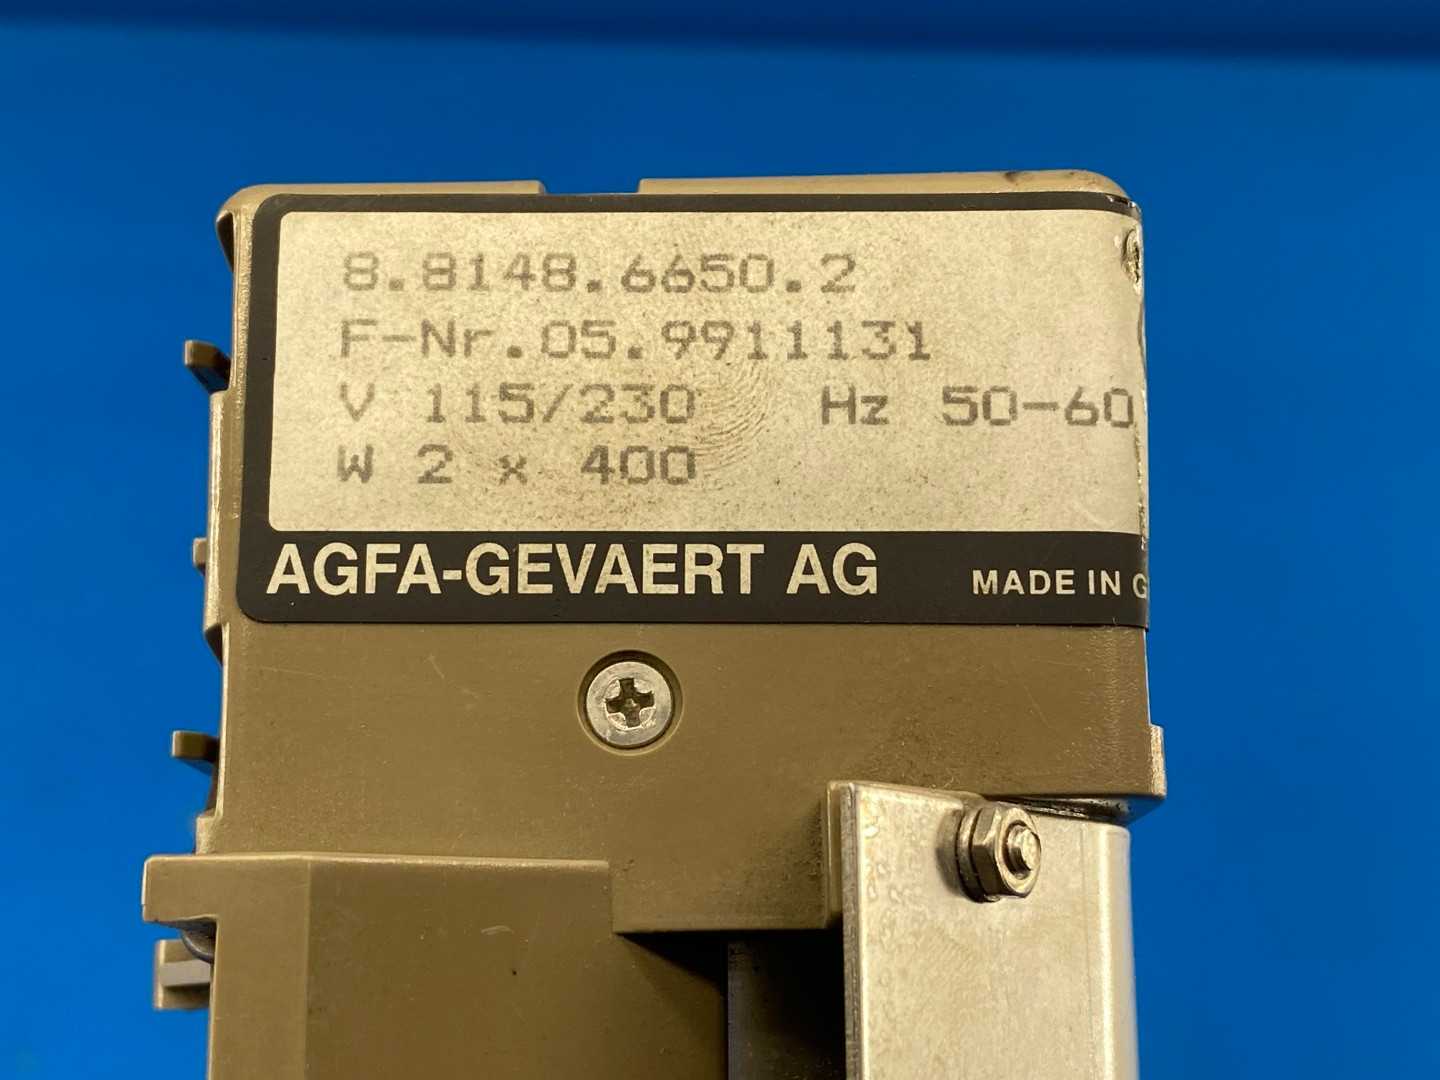 8.8148.6650.2
F-Nr.05.9911131
V 115/230 Hz 50-60
W 2 x 400
AGFA-GEVAERT AG MADE IN G